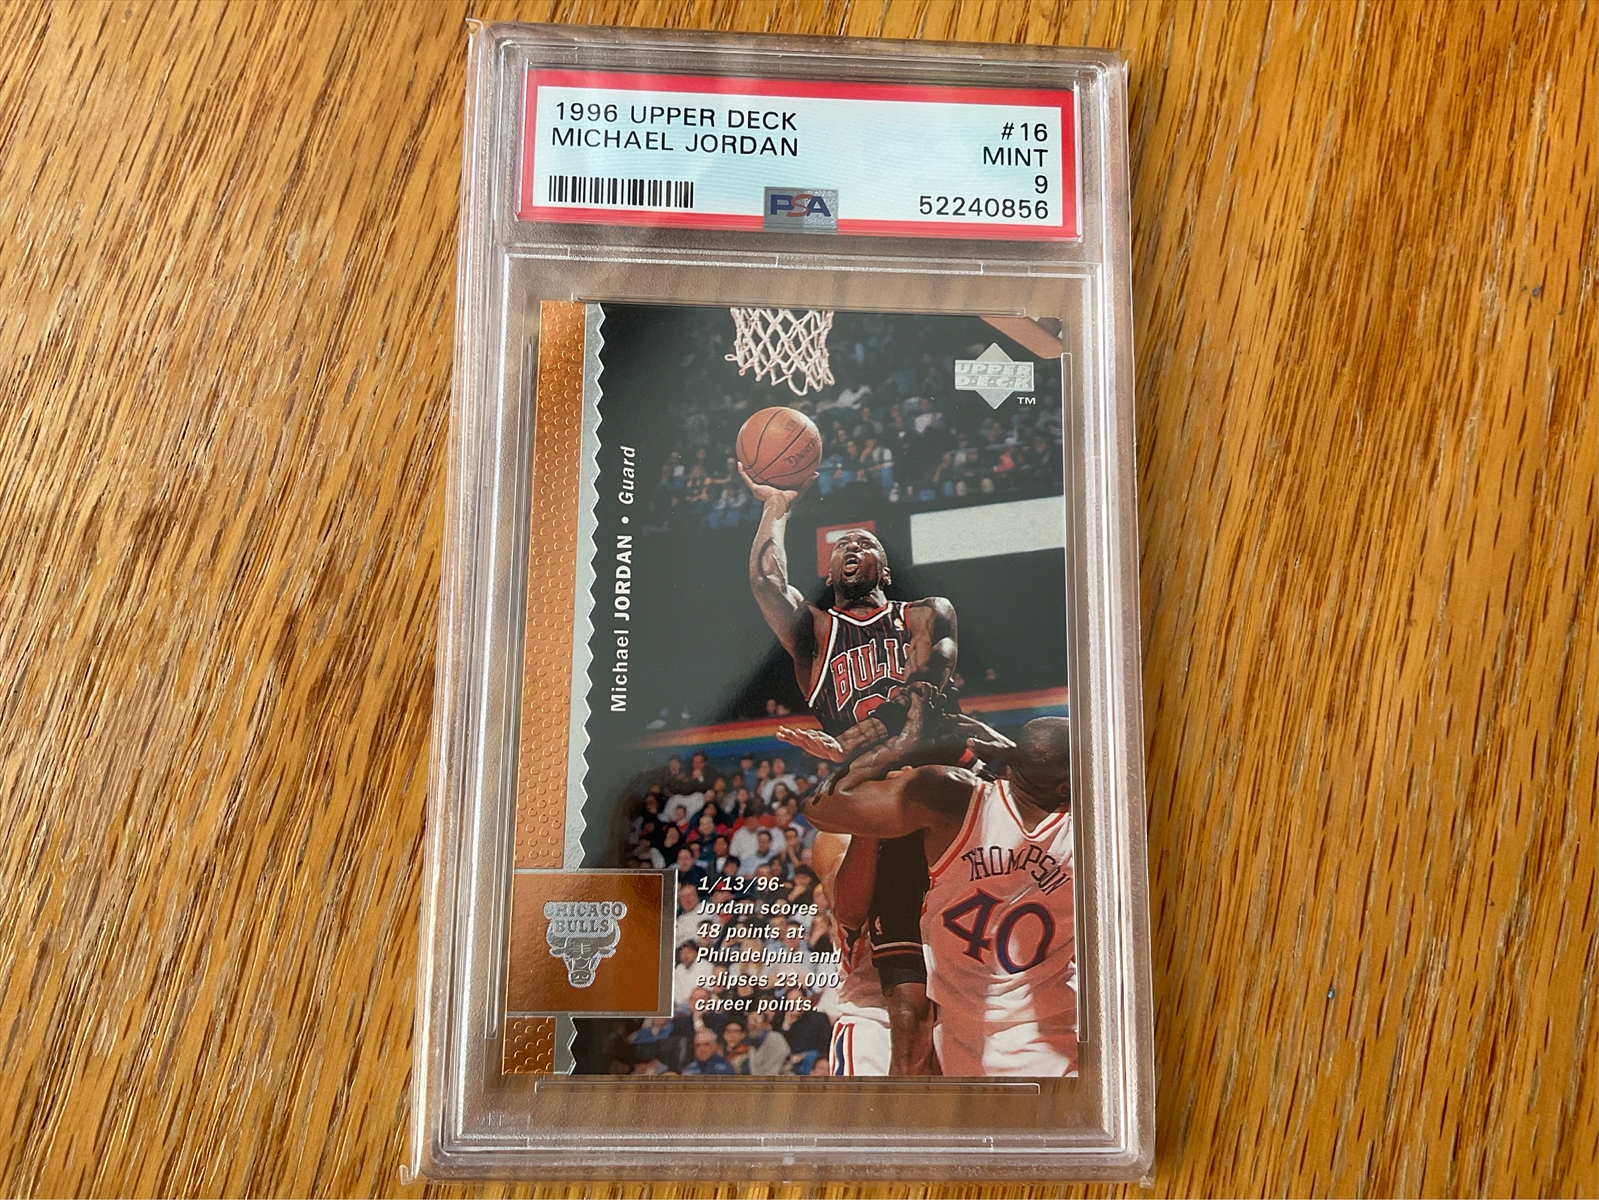 1996 UPPER DECK
MICHAEL JORDAN
#16
MINT
9
52240856
PSA
UPPER
D·E·C·K
TM
SPALDING
Michael JORDAN • Guard
BULLS
THOMPSON
40
CHICAGO
BULLS
1/13/96-
Jordan scores
48 points at
Philadelphia and
eclipses 23,000
career points.